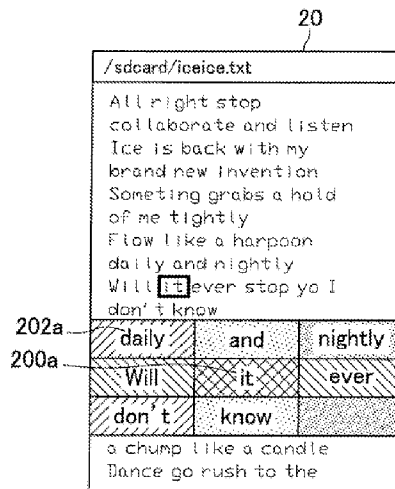 20
/sdcard/iceice.txt
All right stop
collaborate and listen
Ice is back with my
brand new invention
Someting grabs a hold
of me tightly
Flow like a harpoon
daily and nightly
Will it ever stop yo I
don't know
202a
daily and nightly
200a
Will it ever
don't know
a chump like a candle
Dance go rush to the